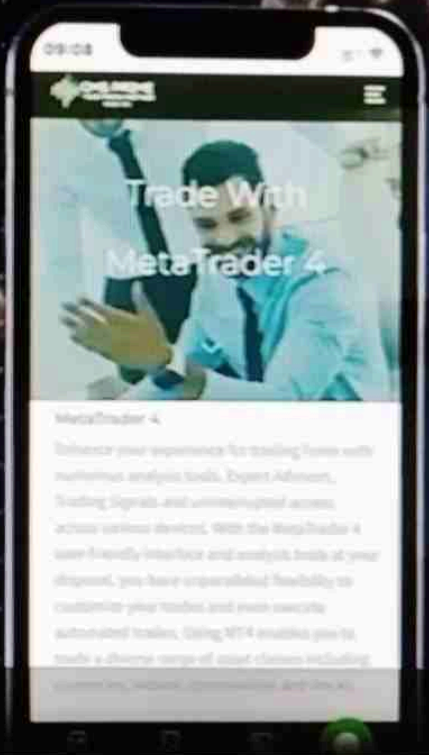 09:08
Trade With
MetaTrader 4
MetaTrader 4
Enhance your experience for trading Forex with
numerous analysis tools, Expert Advisors,
Trading Signals and uninterrupted access
across various devices. With the MetaTrader 4
user-friendly interface and analysis tools at your
disposal, you have unparalleled flexibility to
customize your trades and even execute
automated trades. Using MT4 enables you to
trade a diverse range of asset classes including